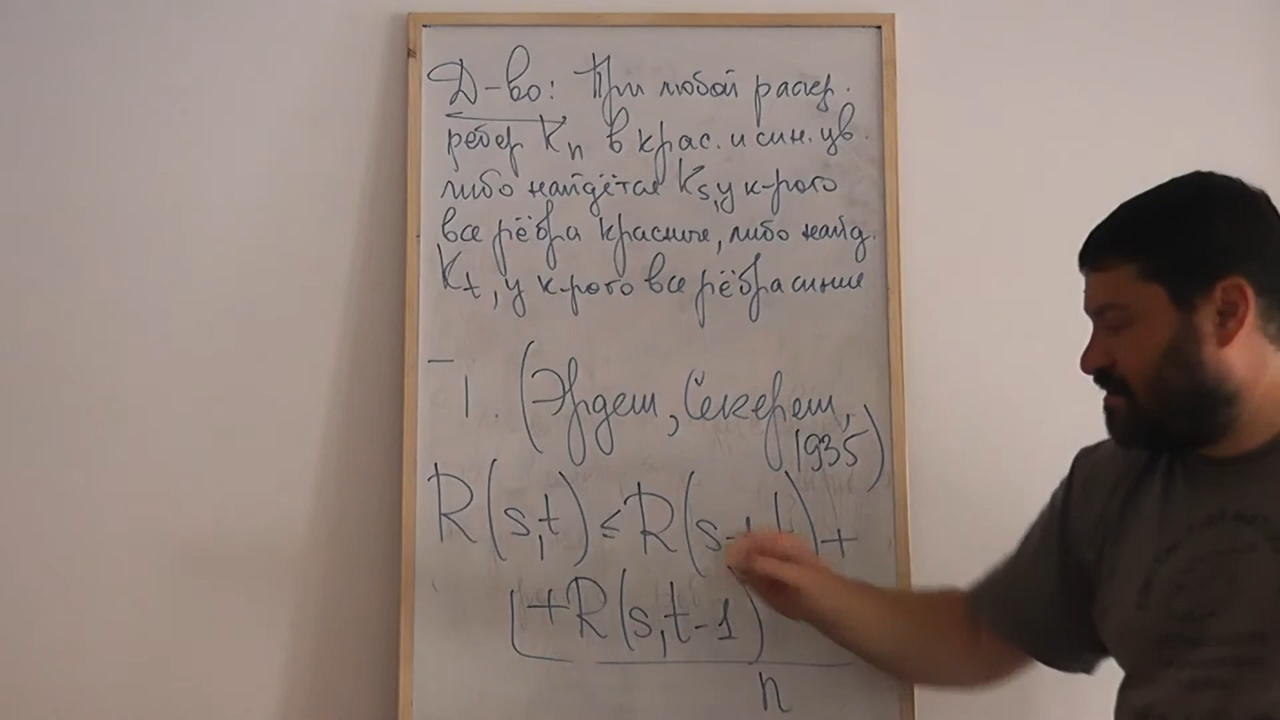 Д-во: При любой раскр.
рёбер Kn в крас. и син. цв.
либо найдётся Ks, у к-рого
все рёбра красные, либо найд.
Kt, у к-рого все рёбра синие
Т. (Эрдеш, Секереш,
1935)
R(s,t) ≤ R(s-1,t) +
+R(s,t-1)
n